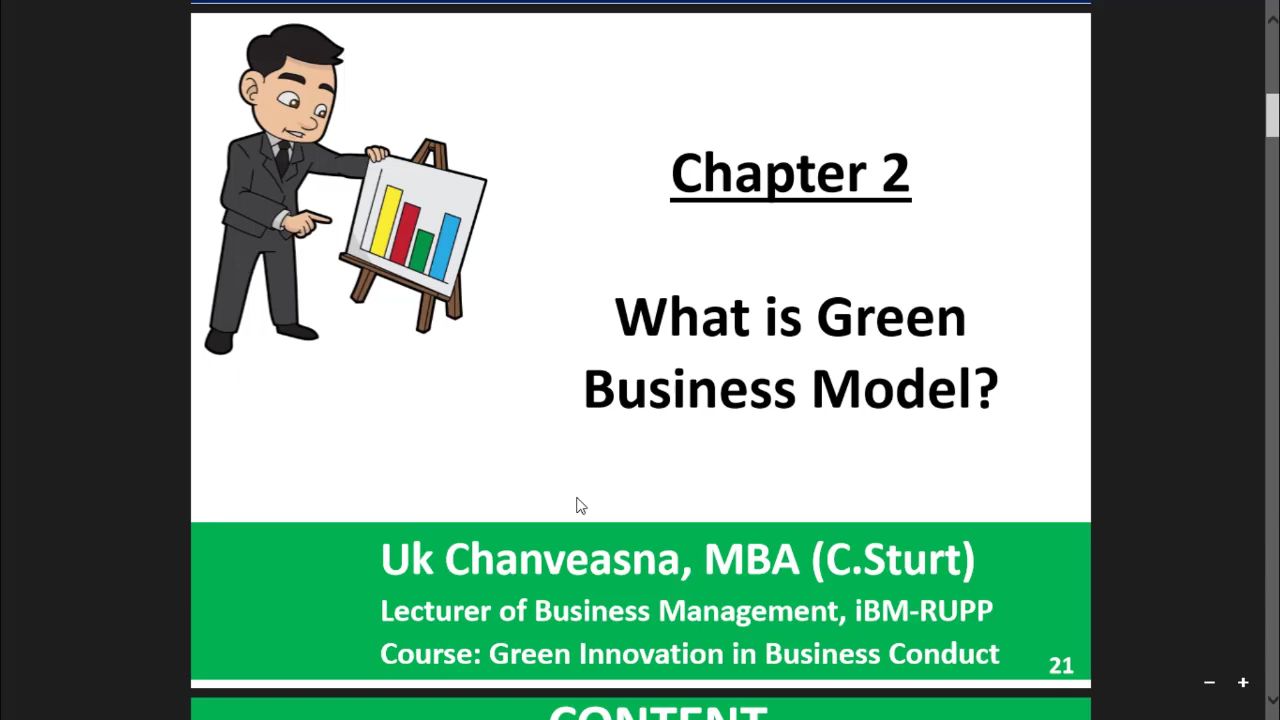 Chapter 2
What is Green
Business Model?
Uk Chanveasna, MBA (C.Sturt)
Lecturer of Business Management, iBM-RUPP
Course: Green Innovation in Business Conduct
21
CONTENT